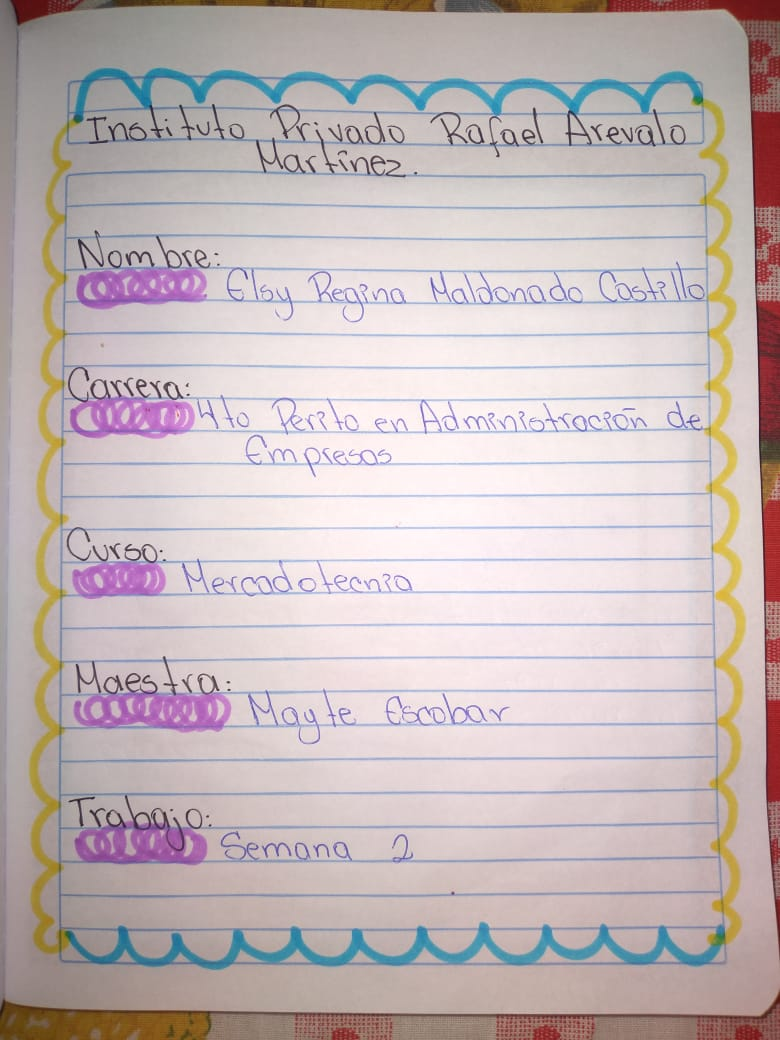 Instituto Privado Rafael Arevalo
Martínez.
Nombre:
Elsy Regina Maldonado Castillo
Carrera:
4to Perito en Administración de
Empresas
Curso:
Mercadotecnia
Maestra:
Mayte Escobar
Trabajo:
Semana 2